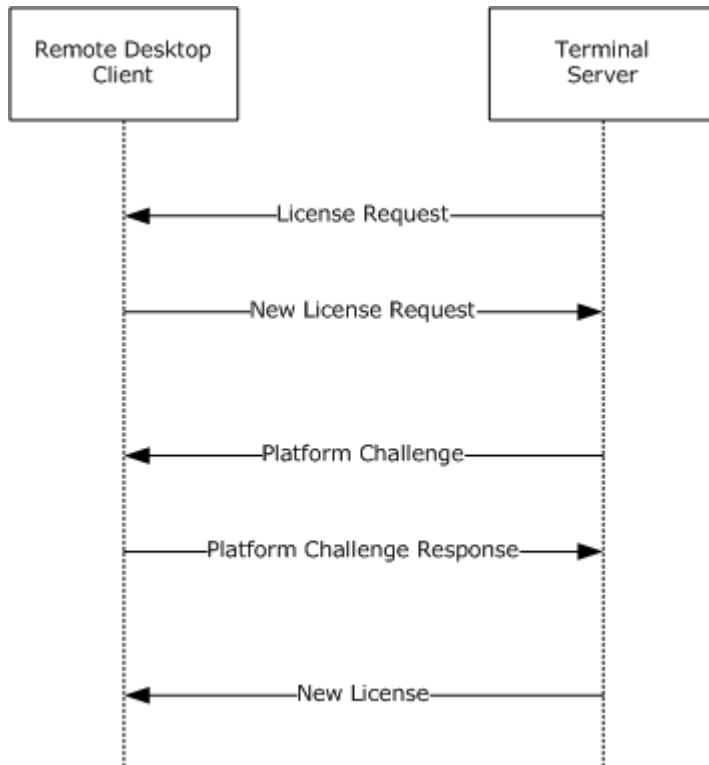 Remote Desktop
Client
Terminal
Server
License Request
New License Request
Platform Challenge
Platform Challenge Response
New License